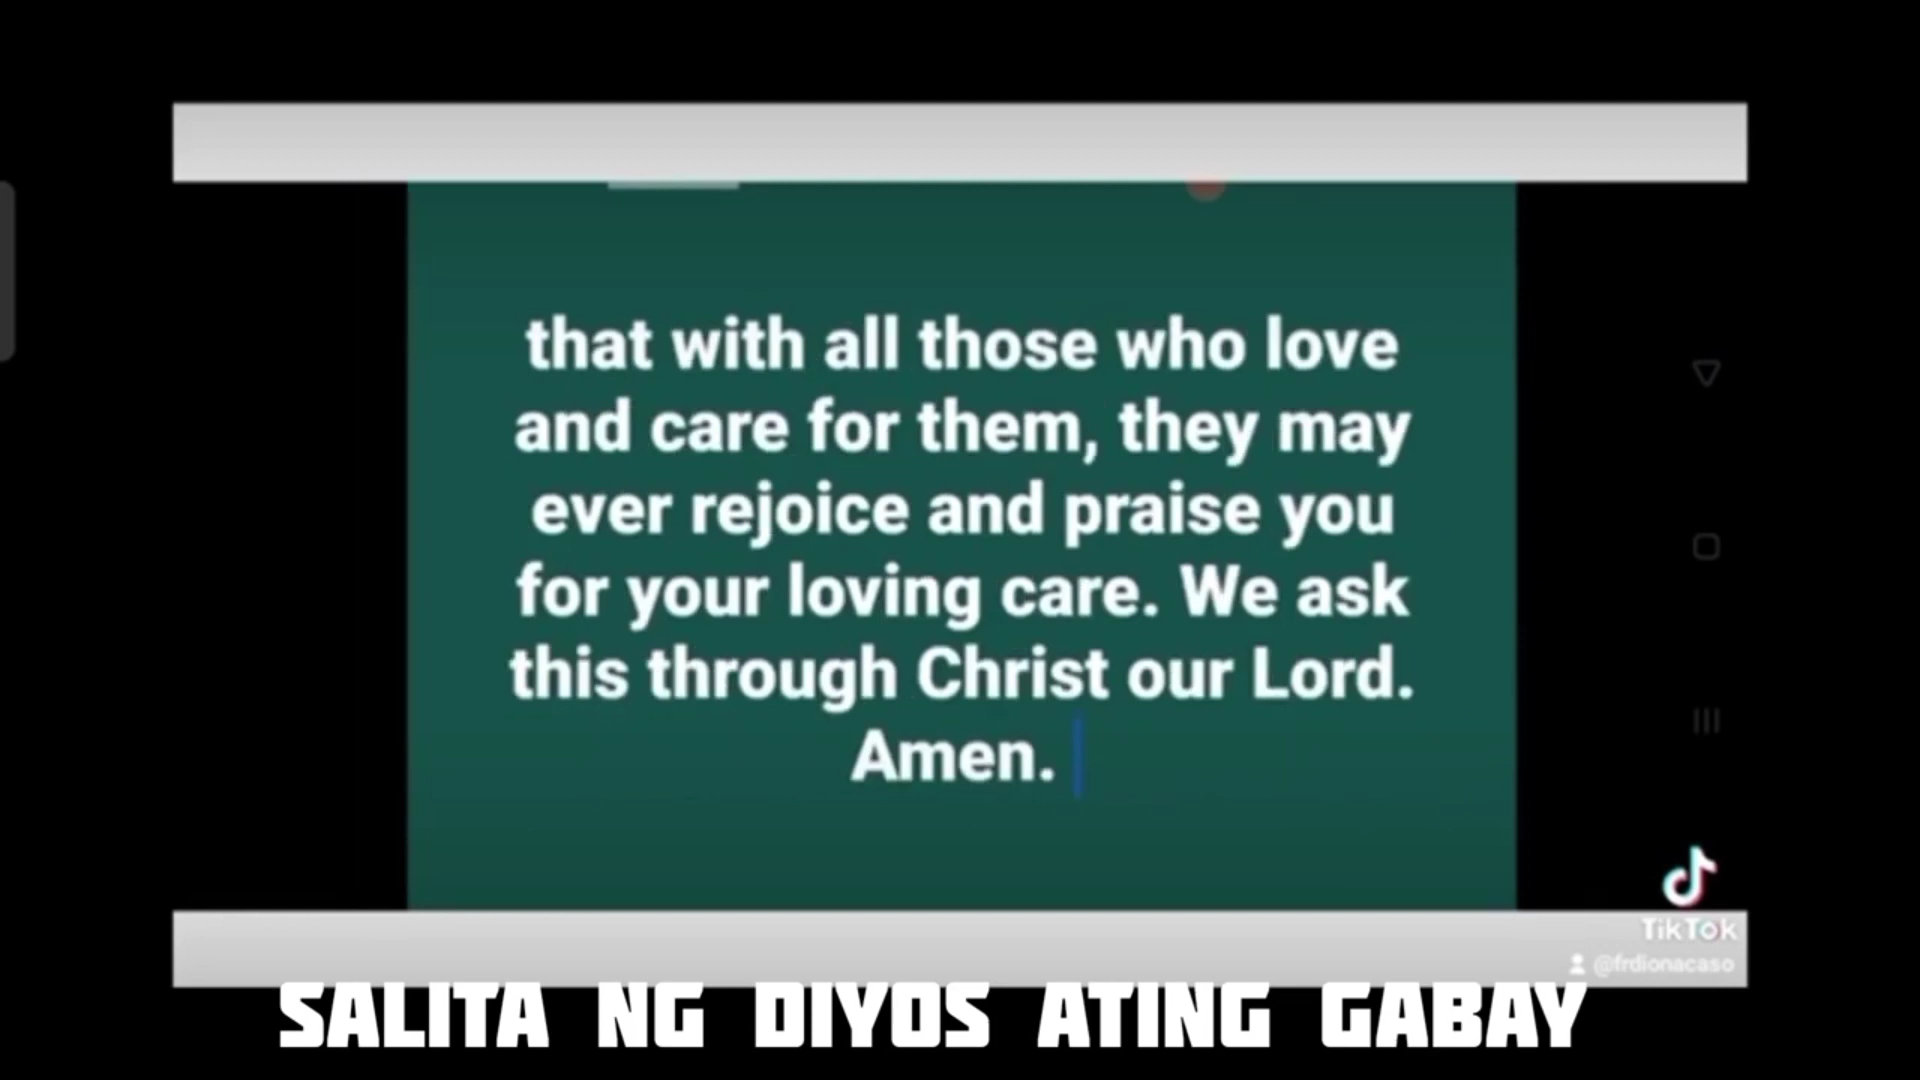 that with all those who love
and care for them, they may
ever rejoice and praise you
for your loving care. We ask
this through Christ our Lord.
Amen.
TikTok
@frdionacaso
SALITA NG DIYOS ATING GABAY